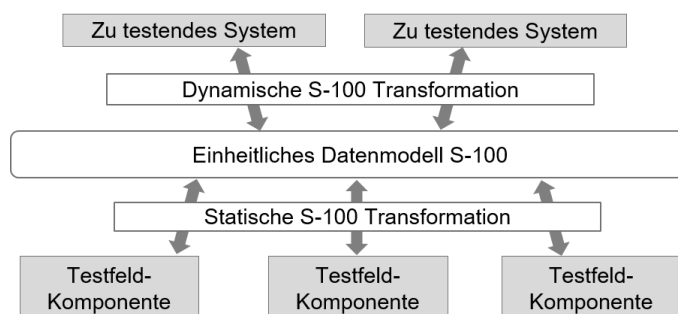 Zu testendes System
Zu testendes System
Dynamische S-100 Transformation
Einheitliches Datenmodell S-100
Statische S-100 Transformation
Testfeld-
Komponente
Testfeld-
Komponente
Testfeld-
Komponente